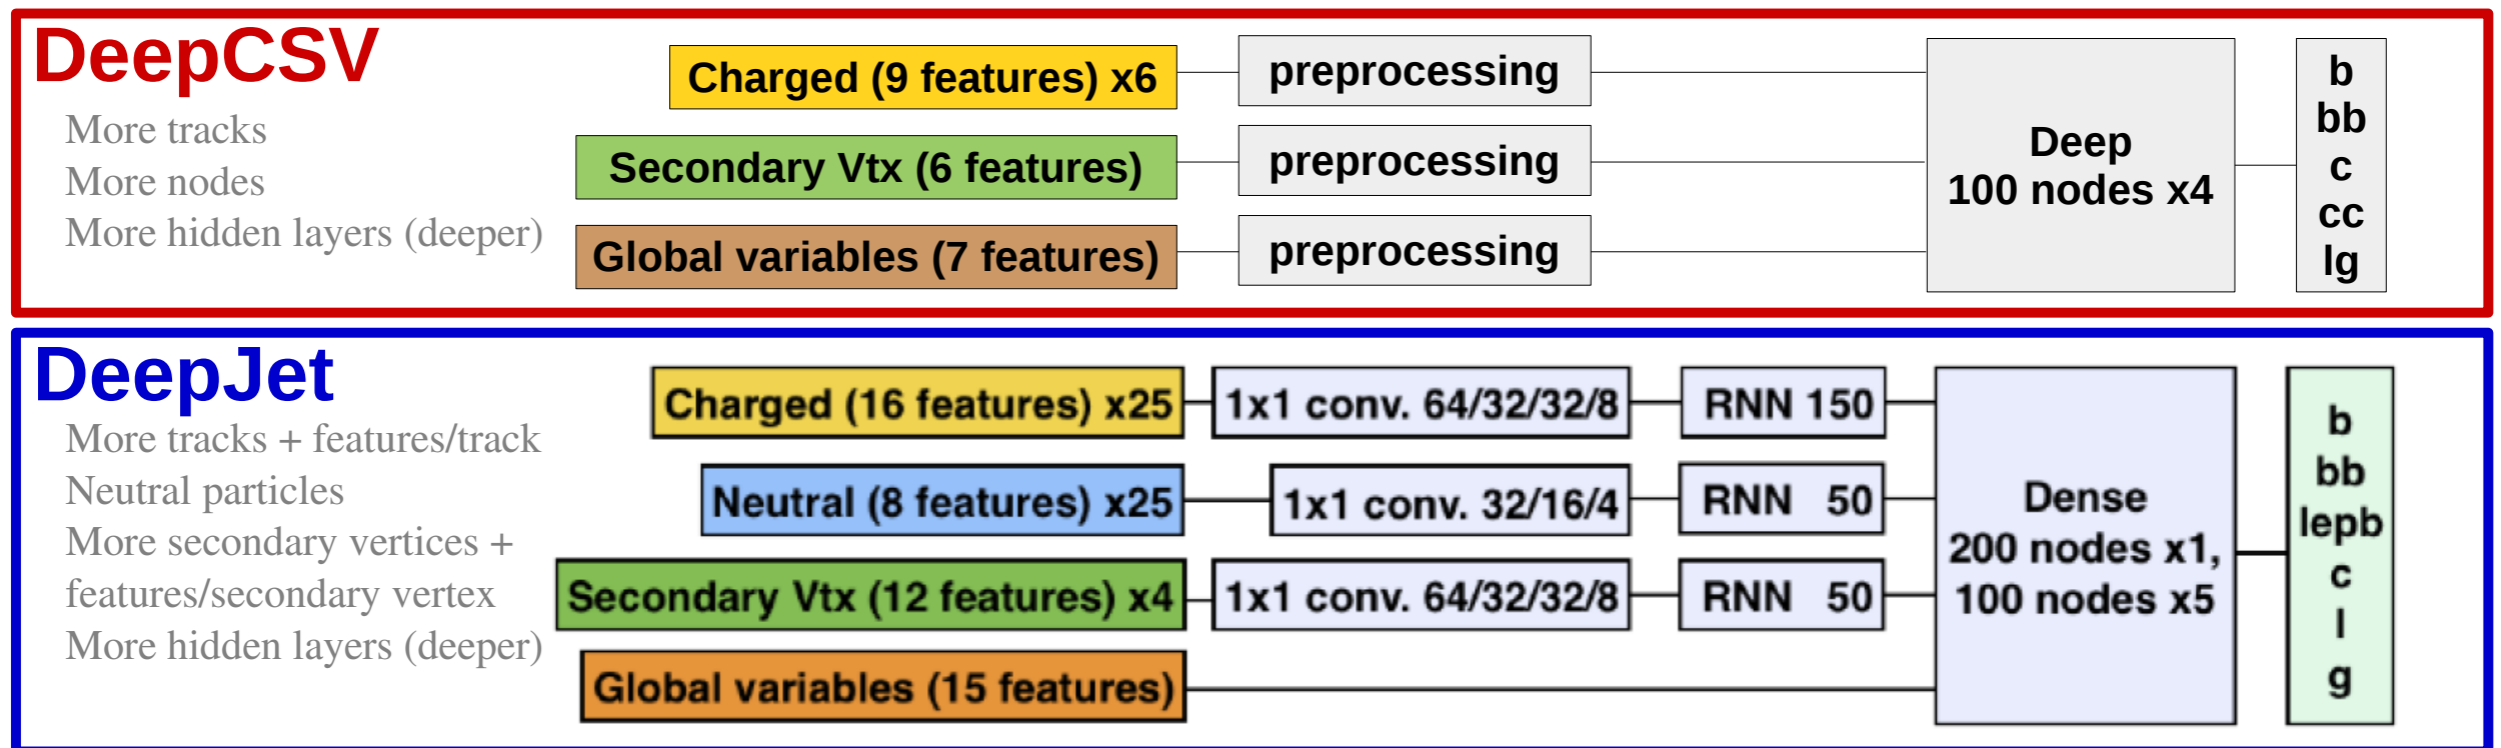 DeepCSV
More tracks
More nodes
More hidden layers (deeper)
Charged (9 features) x6
preprocessing
Secondary Vtx (6 features)
preprocessing
Global variables (7 features)
preprocessing
Deep
100 nodes x4
b
bb
c
cc
lg
DeepJet
More tracks + features/track
Neutral particles
More secondary vertices +
features/secondary vertex
More hidden layers (deeper)
Charged (16 features) x25
1x1 conv. 64/32/32/8
RNN 150
Neutral (8 features) x25
1x1 conv. 32/16/4
RNN 50
Secondary Vtx (12 features) x4
1x1 conv. 64/32/32/8
RNN 50
Global variables (15 features)
Dense
200 nodes x1,
100 nodes x5
b
bb
lepb
c
l
g